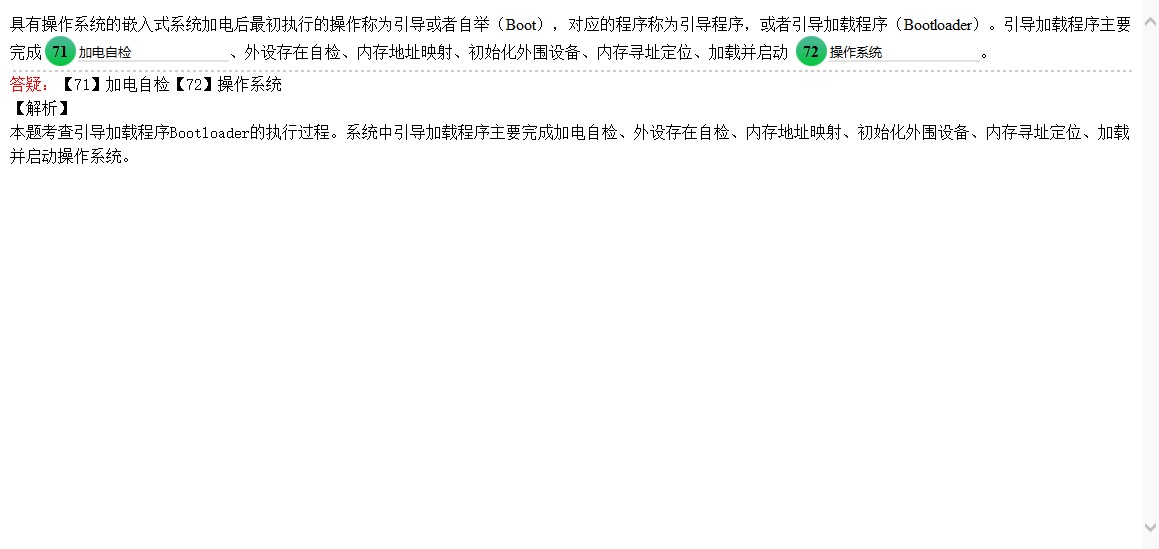 具有操作系统的嵌入式系统加电后最初执行的操作称为引导或者自举（Boot），对应的程序称为引导程序，或者引导加载程序（Bootloader）。引导加载程序主要
完成 71 加电自检、外设存在自检、内存地址映射、初始化外围设备、内存寻址定位、加载并启动 72 操作系统。
答疑：【71】加电自检【72】操作系统
【解析】
本题考查引导加载程序Bootloader的执行过程。系统中引导加载程序主要完成加电自检、外设存在自检、内存地址映射、初始化外围设备、内存寻址定位、加载
并启动操作系统。